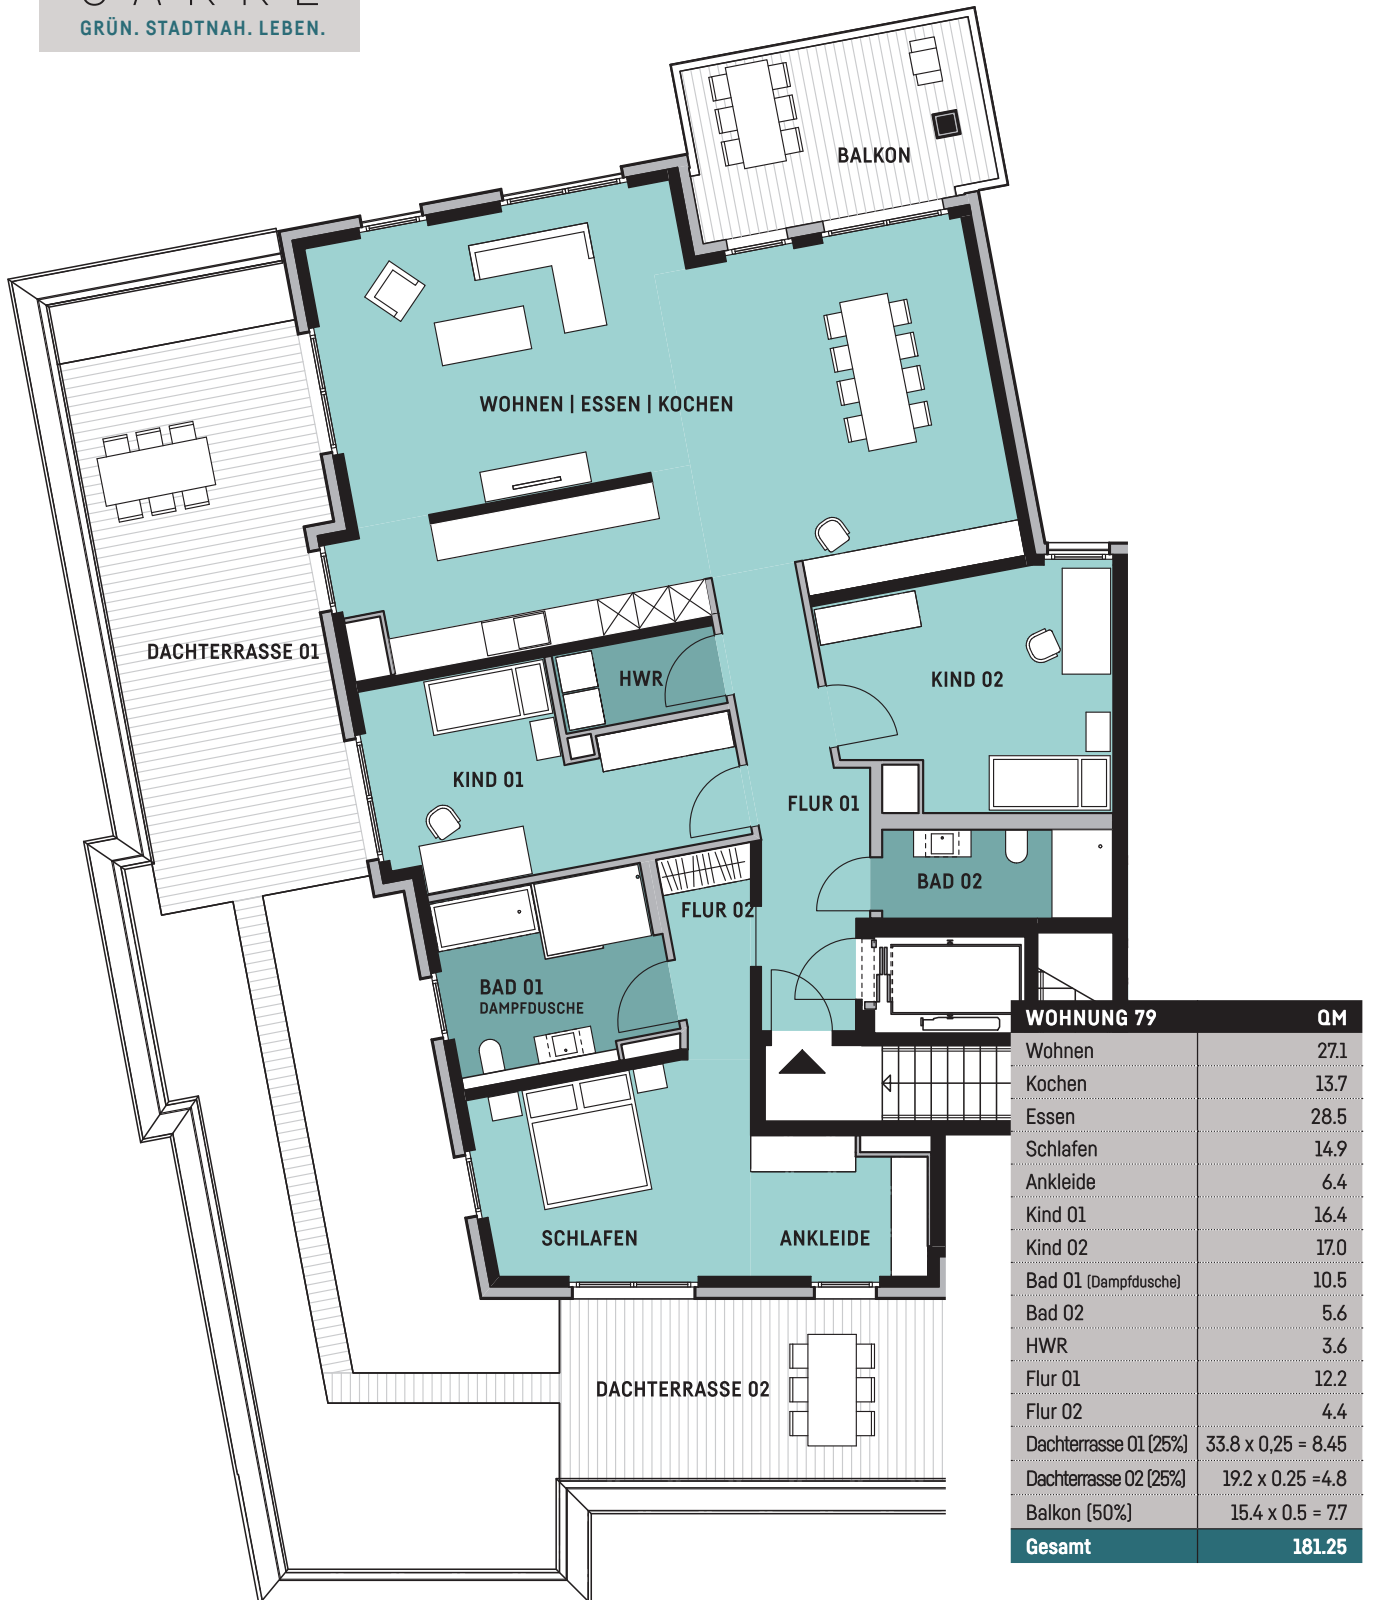 GRÜN. STADTNAH. LEBEN.
BALKON
WOHNEN | ESSEN | KOCHEN
DACHTERRASSE 01
HWR
KIND 02
KIND 01
FLUR 01
BAD 02
FLUR 02
BAD 01
DAMPFDUSCHE
SCHLAFEN
ANKLEIDE
DACHTERRASSE 02
WOHNUNG 79 QM
Wohnen 27.1
Kochen 13.7
Essen 28.5
Schlafen 14.9
Ankleide 6.4
Kind 01 16.4
Kind 02 17.0
Bad 01 (Dampfdusche) 10.5
Bad 02 5.6
HWR 3.6
Flur 01 12.2
Flur 02 4.4
Dachterrasse 01 (25%) 33.8 x 0,25 = 8.45
Dachterrasse 02 (25%) 19.2 x 0.25 =4.8
Balkon (50%) 15.4 x 0.5 = 7.7
Gesamt 181.25